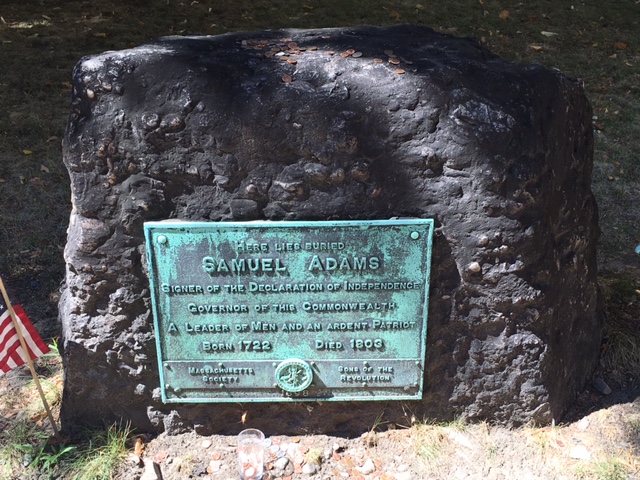 HERE LIES BURIED
SAMUEL ADAMS
SIGNER OF THE DECLARATION OF INDEPENDENCE
GOVERNOR OF THIS COMMONWEALTH
A LEADER OF MEN AND AN ARDENT PATRIOT
BORN 1722 DIED 1803
MASSACHUSETTS SOCIETY
SONS OF THE REVOLUTION
1898